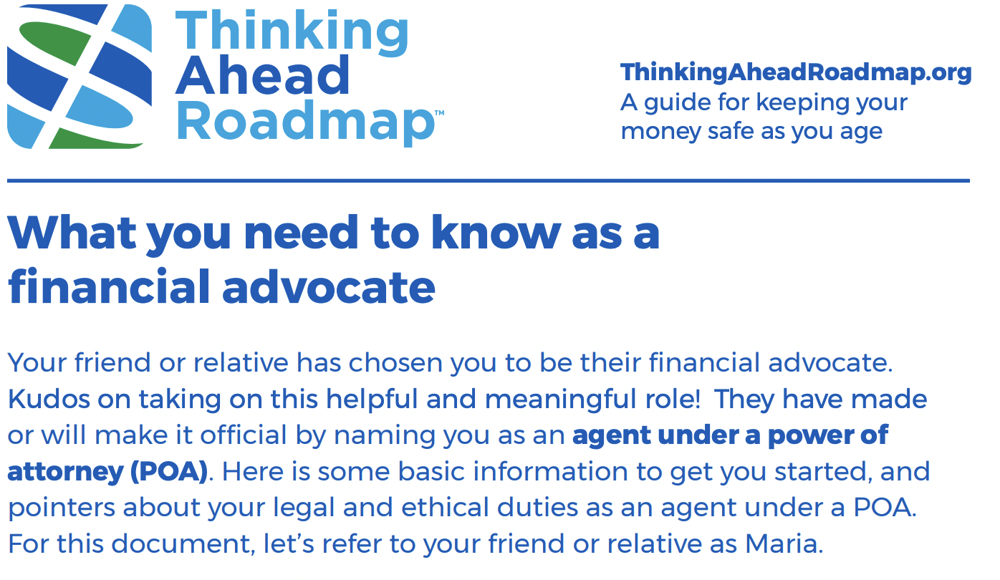 Thinking
Ahead
Roadmap™
ThinkingAheadRoadmap.org
A guide for keeping your
money safe as you age
What you need to know as a
financial advocate
Your friend or relative has chosen you to be their financial advocate.
Kudos on taking on this helpful and meaningful role!  They have made
or will make it official by naming you as an agent under a power of
attorney (POA). Here is some basic information to get you started, and
pointers about your legal and ethical duties as an agent under a POA.
For this document, let’s refer to your friend or relative as Maria.